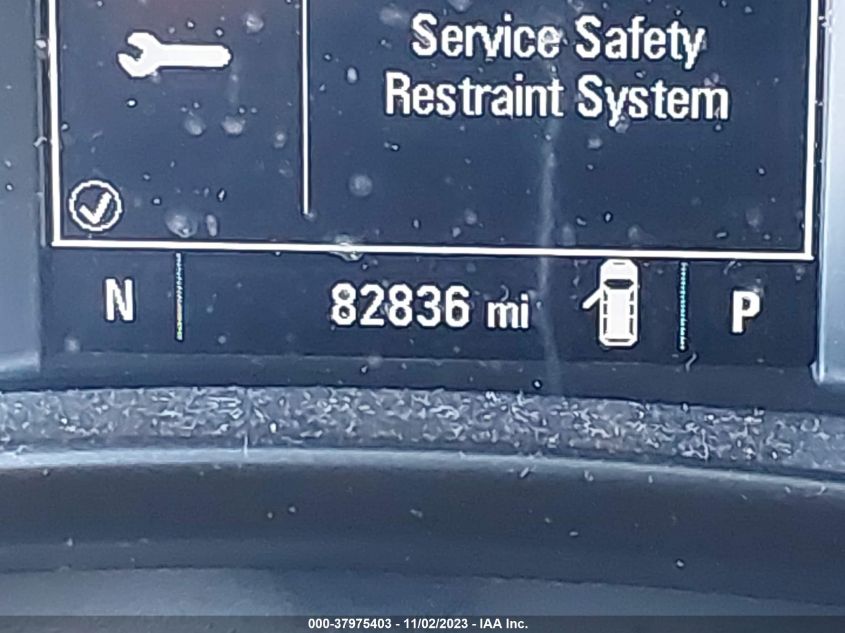 Service Safety
Restraint System
N 82836 mi P
000-37975403 - 11/02/2023 - IAA Inc.